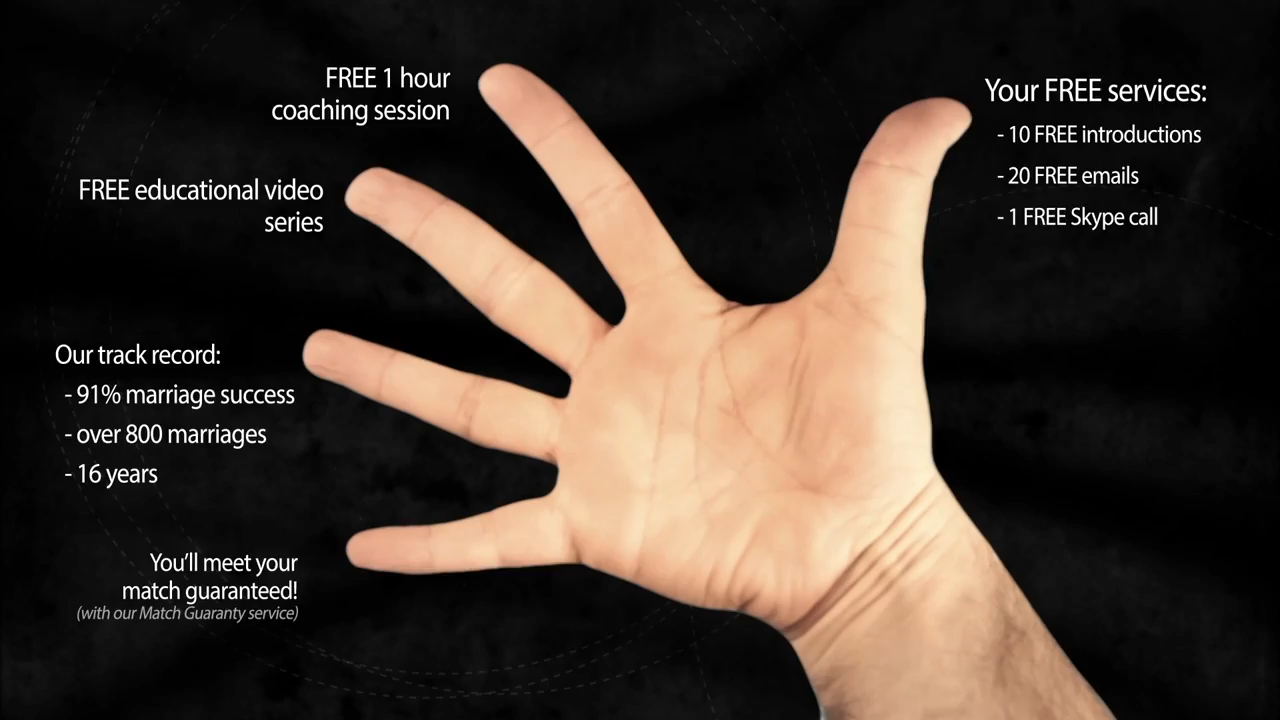 FREE 1 hour
coaching session
FREE educational video
series
Our track record:
- 91% marriage success
- over 800 marriages
- 16 years
You'll meet your
match guaranteed!
(with our Match Guaranty service)
Your FREE services:
- 10 FREE introductions
- 20 FREE emails
- 1 FREE Skype call